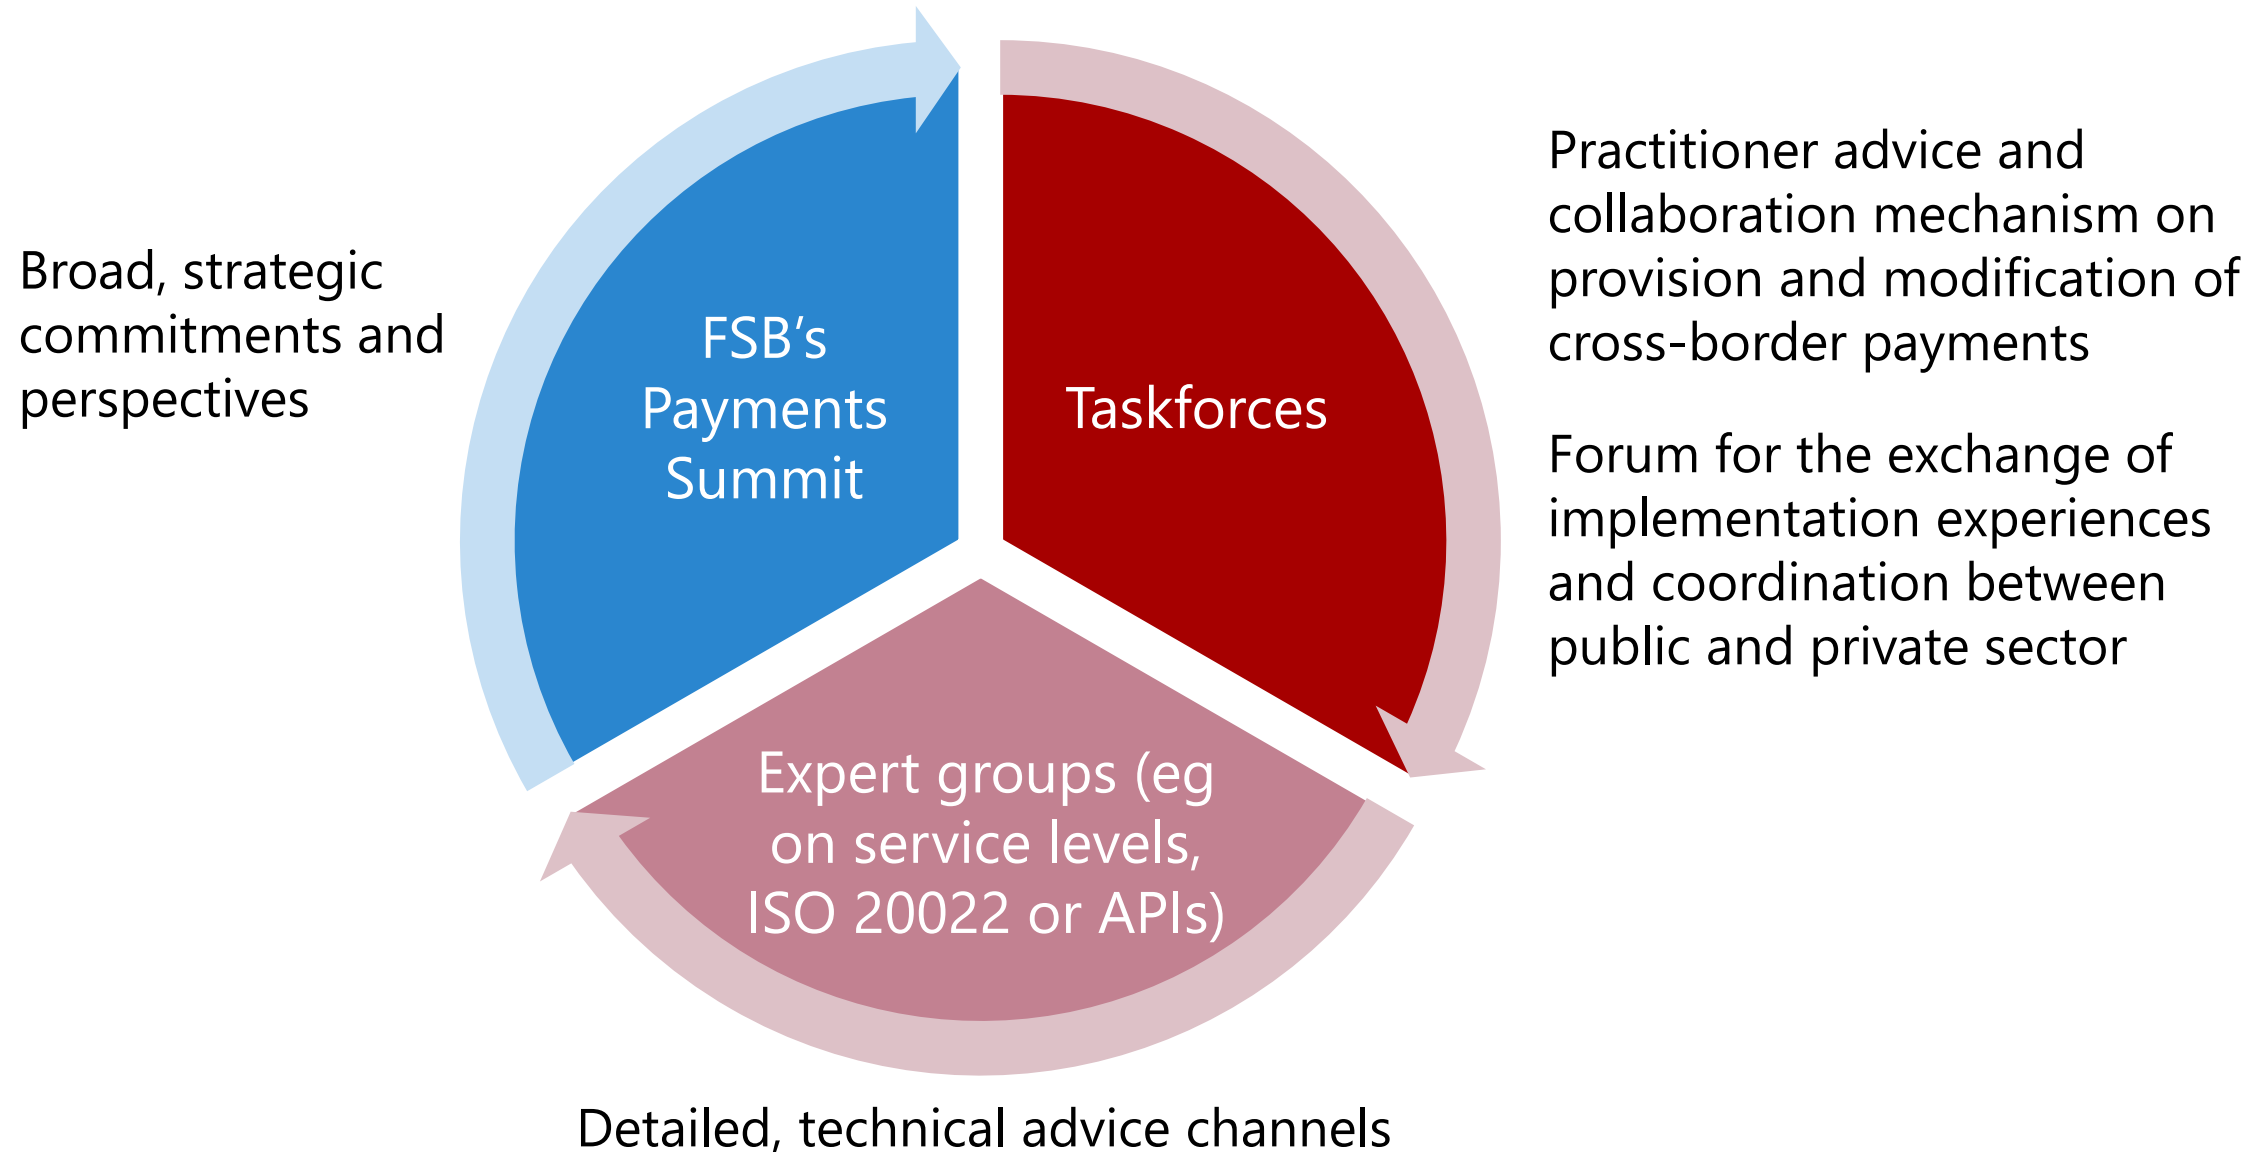 Broad, strategic
commitments and
perspectives
FSB’s
Payments
Summit
Taskforces
Practitioner advice and
collaboration mechanism on
provision and modification of
cross-border payments
Forum for the exchange of
implementation experiences
and coordination between
public and private sector
Expert groups (eg
on service levels,
ISO 20022 or APIs)
Detailed, technical advice channels